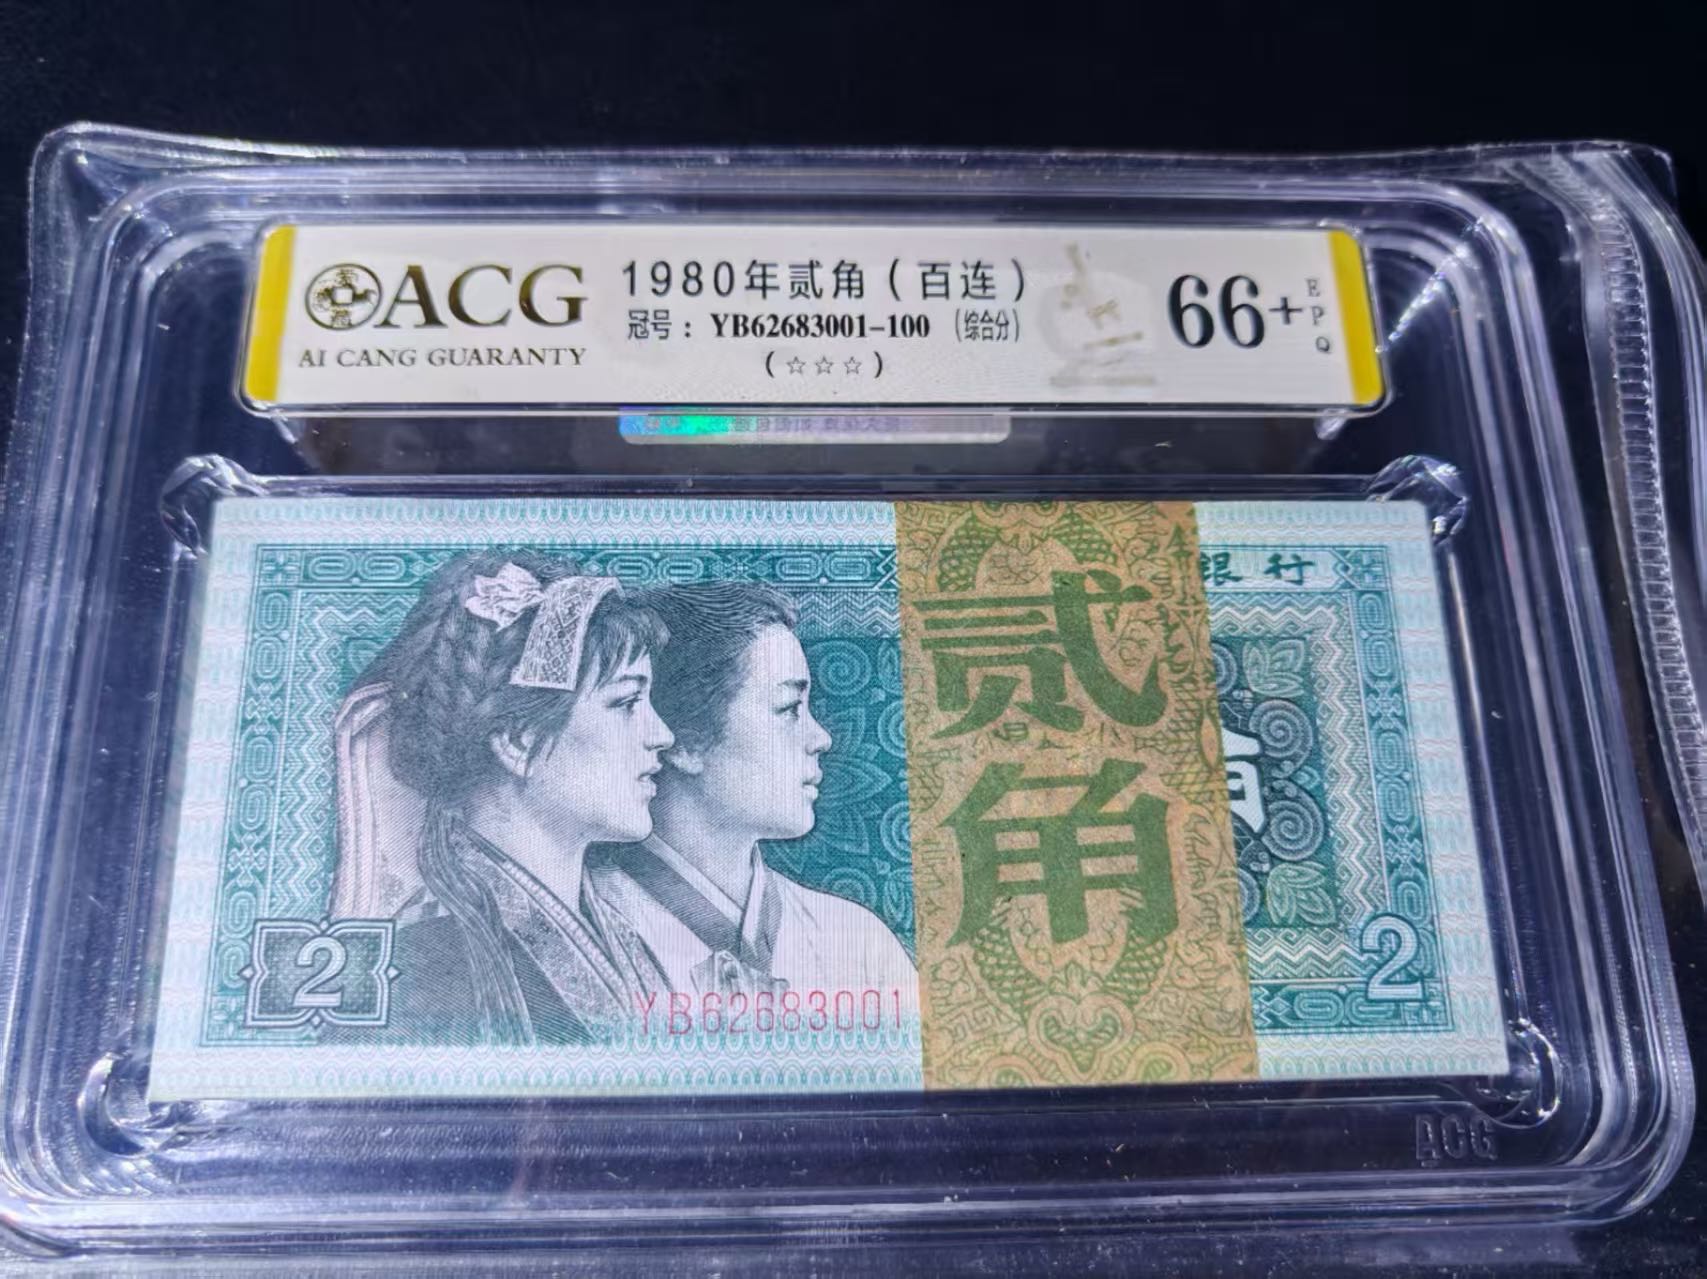 ACG
AI CANG GUARANTY
1980年贰角（百连）
冠号：YB62683001-100 (综合分)
(☆☆☆)
66+
EPQ
银行
贰角
2
YB62683001
2
ACG